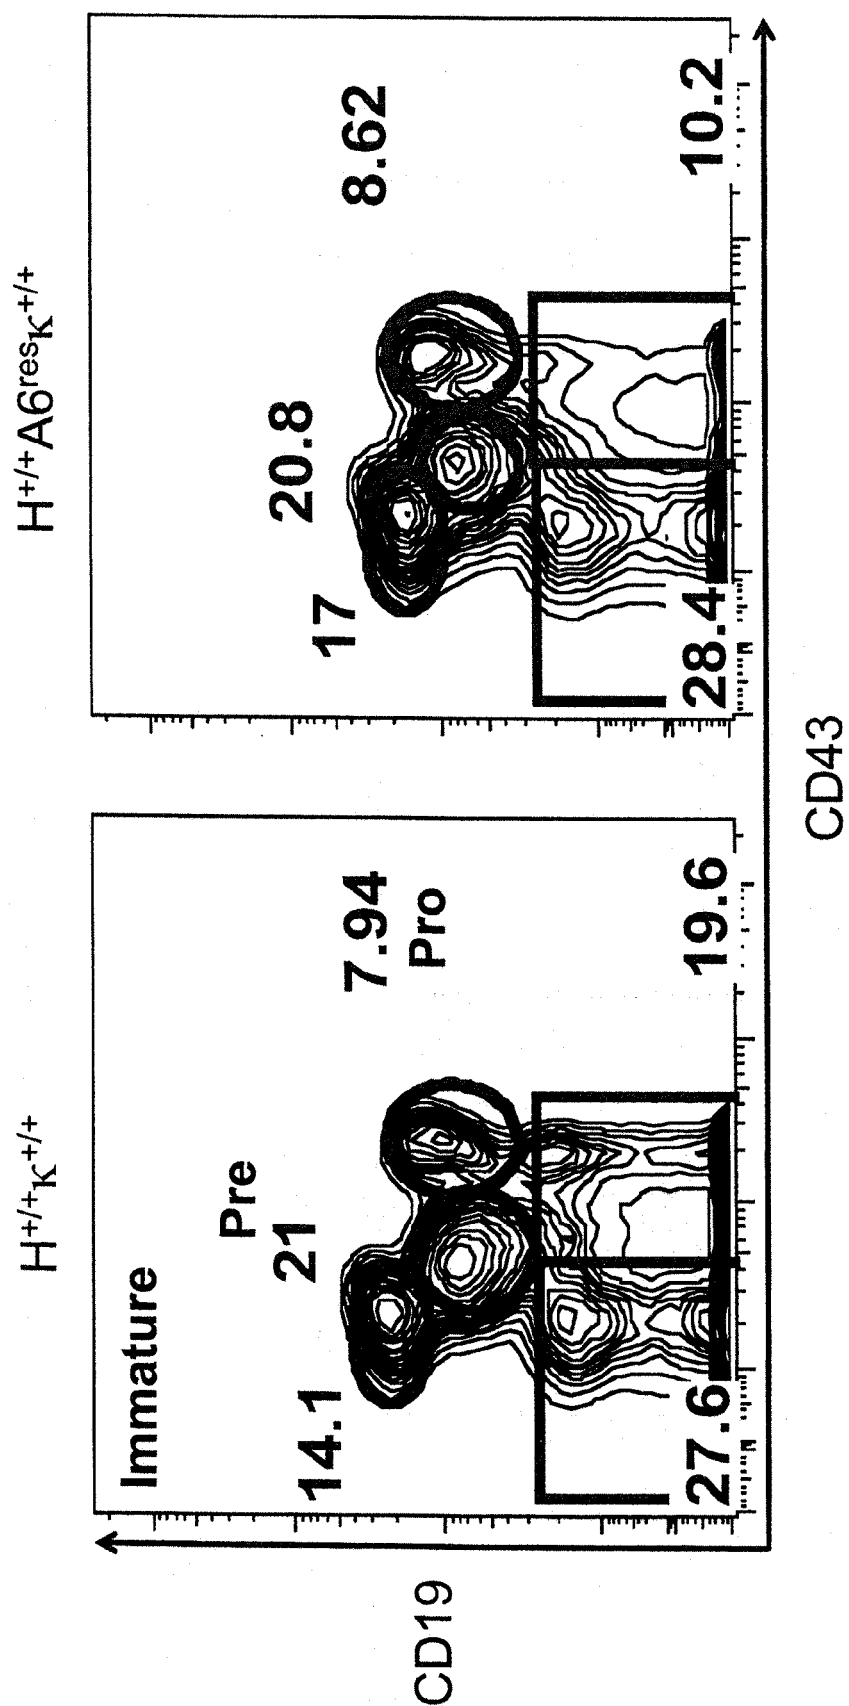 H+/+κ+/+
H+/+A6resκ+/+
Immature
Pre
14.1
21
7.94
Pro
27.6
19.6
17
20.8
8.62
28.4
10.2
CD19
CD43